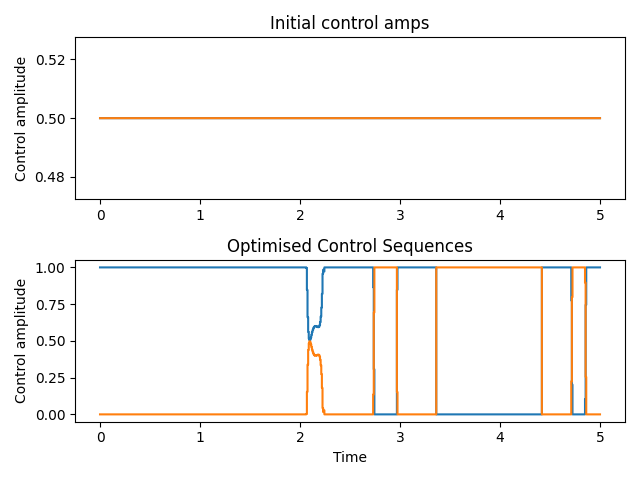 Initial control amps
Control amplitude
0.52
0.50
0.48
0 1 2 3 4 5
Optimised Control Sequences
Control amplitude
1.00
0.75
0.50
0.25
0.00
0 1 2 3 4 5
Time